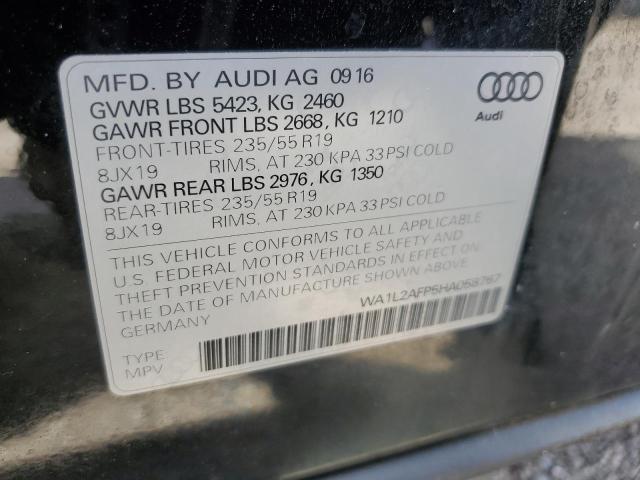 MFD. BY AUDI AG 09 16
GVWR LBS 5423, KG 2460
GAWR FRONT LBS 2668, KG 1210
FRONT-TIRES 235/55 R19
8JX19 RIMS, AT 230 KPA 33 PSI COLD
GAWR REAR LBS 2976, KG 1350
REAR-TIRES 235/55 R19
8JX19 RIMS, AT 230 KPA 33 PSI COLD
Audi
THIS VEHICLE CONFORMS TO ALL APPLICABLE
U.S. FEDERAL MOTOR VEHICLE SAFETY AND
THEFT PREVENTION STANDARDS IN EFFECT ON
THE DATE OF MANUFACTURE SHOWN ABOVE.
GERMANY
WA1L2AFP5HA058767
TYPE
MPV